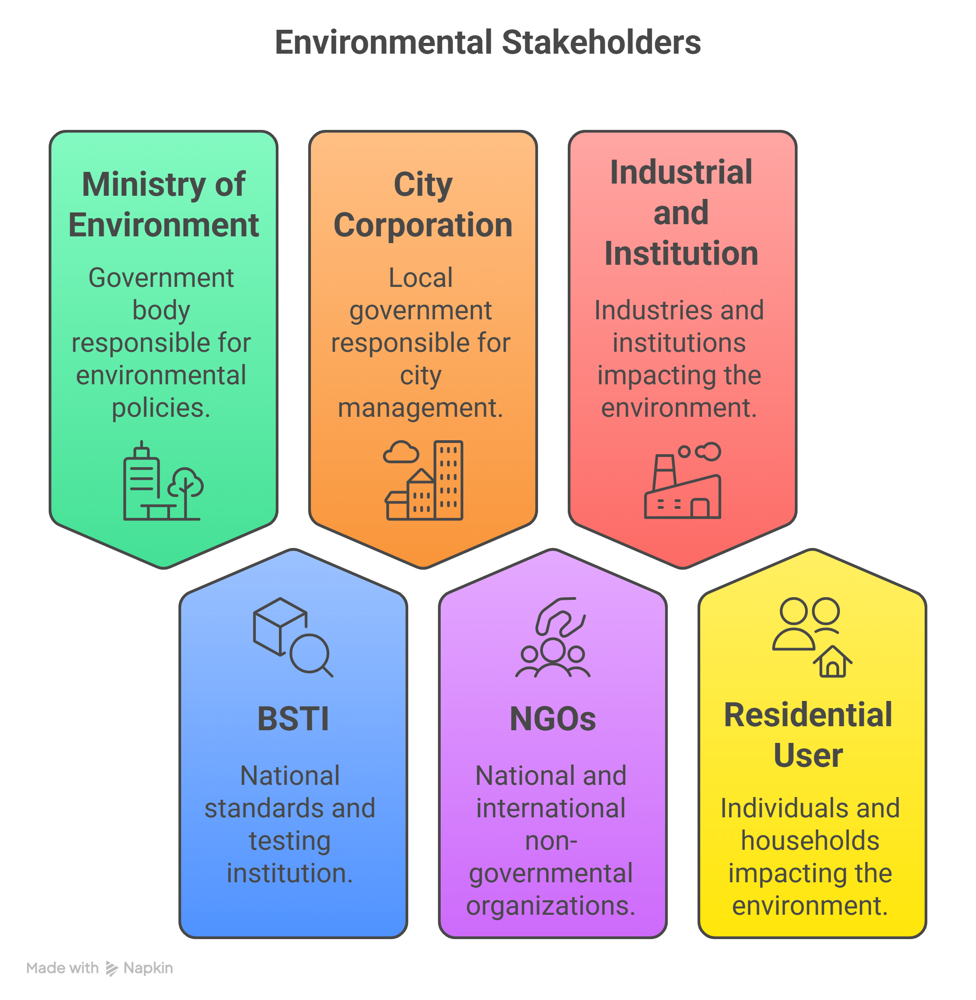 Environmental Stakeholders
Ministry of
Environment
Government
body
responsible for
environmental
policies.
City
Corporation
Local
government
responsible for
city
management.
Industrial
and
Institution
Industries and
institutions
impacting the
environment.
BSTI
National
standards and
testing
institution.
NGOs
National and
international
non-
governmental
organizations.
Residential
User
Individuals and
households
impacting the
environment.
Made with Napkin